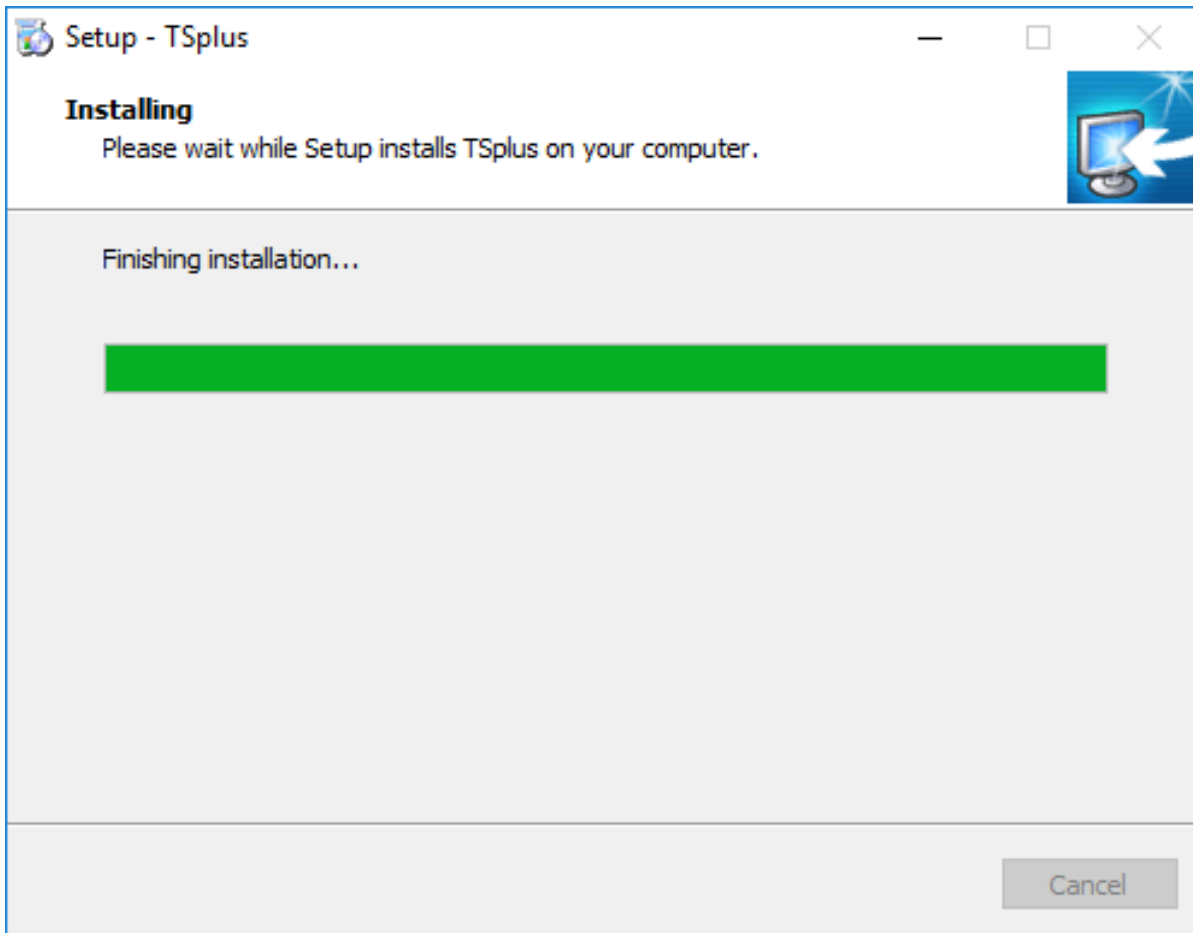 Setup - TSplus
Installing
Please wait while Setup installs TSplus on your computer.
Finishing installation...
Cancel